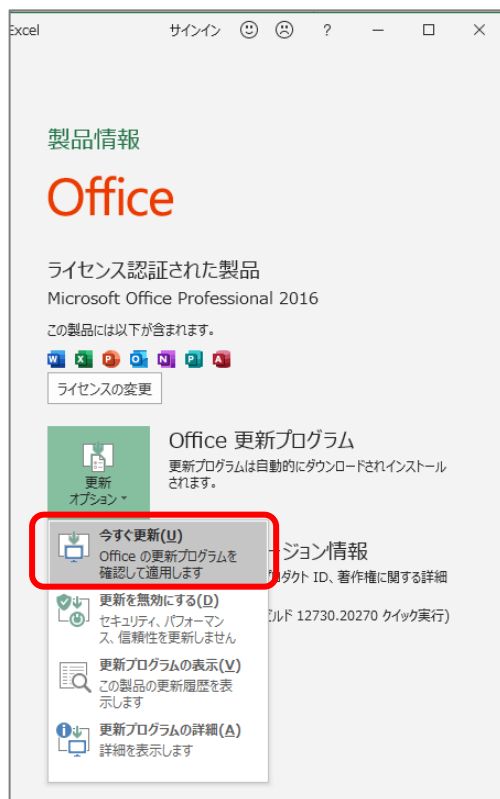 Excel サインイン ?
製品情報
Office
ライセンス認証された製品
Microsoft Office Professional 2016
この製品には以下が含まれます。
ライセンスの変更
Office 更新プログラム
更新プログラムは自動的にダウンロードされインストール
されます。
更新
オプション
今すぐ更新(U)
Office の更新プログラムを
確認して適用します
ージョン情報
ロダクト ID、著作権に関する詳細
ビルド 12730.20270 クイック実行)
更新を無効にする(D)
セキュリティ、パフォーマン
ス、信頼性を更新しません
更新プログラムの表示(V)
この製品の更新履歴を表
示します
更新プログラムの詳細(A)
詳細を表示します